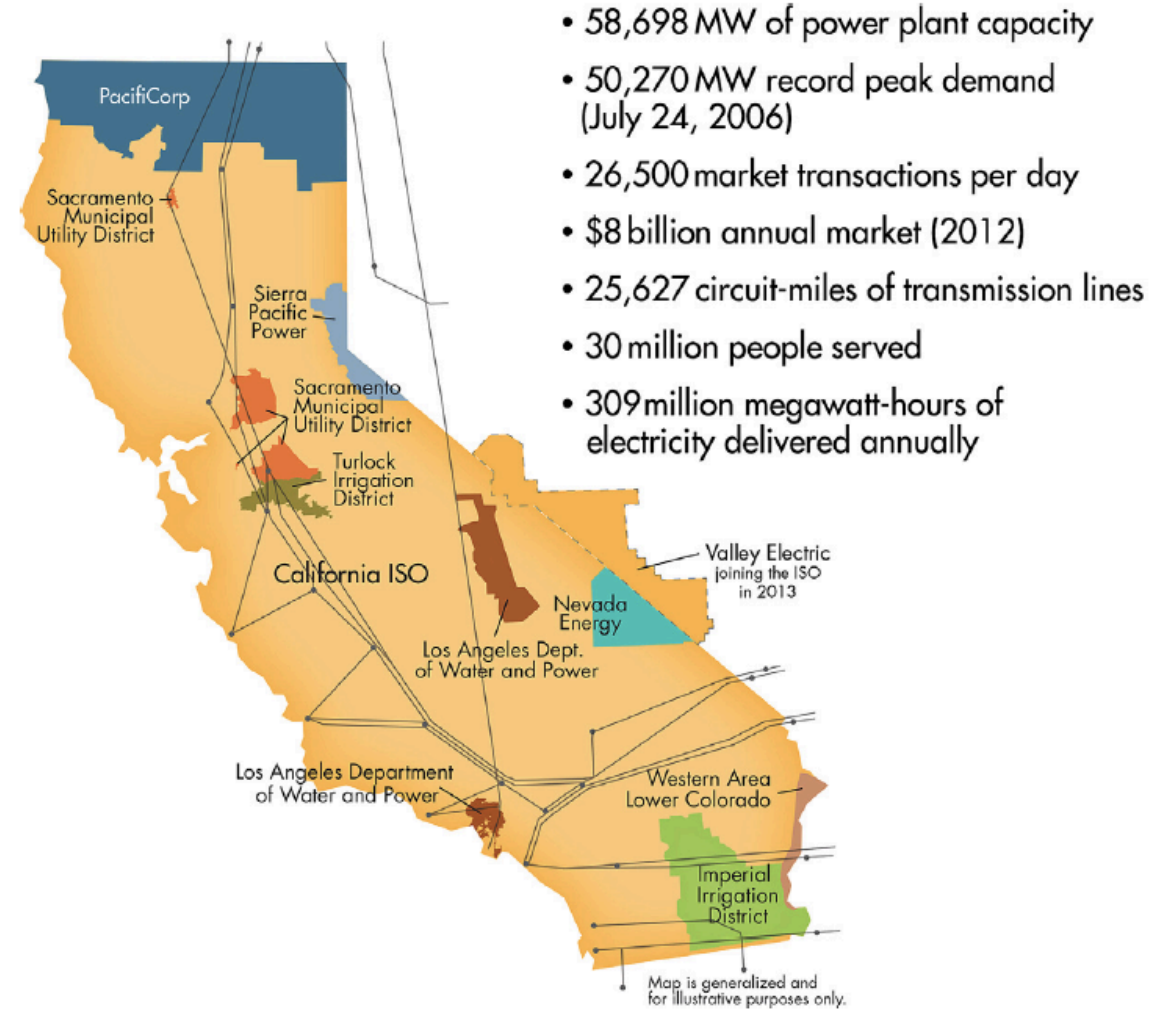 • 58,698 MW of power plant capacity
• 50,270 MW record peak demand
(July 24, 2006)
• 26,500 market transactions per day
• $8 billion annual market (2012)
• 25,627 circuit-miles of transmission lines
• 30 million people served
• 309 million megawatt-hours of
electricity delivered annually
PacifiCorp
Sacramento
Municipal
Utility District
Sierra
Pacific
Power
Sacramento
Municipal
Utility District
Turlock
Irrigation
District
California ISO
Valley Electric
joining the ISO
in 2013
Nevada
Energy
Los Angeles Dept.
of Water and Power
Los Angeles Department
of Water and Power
Western Area
Lower Colorado
Imperial
Irrigation
District
Map is generalized and
for illustrative purposes only.